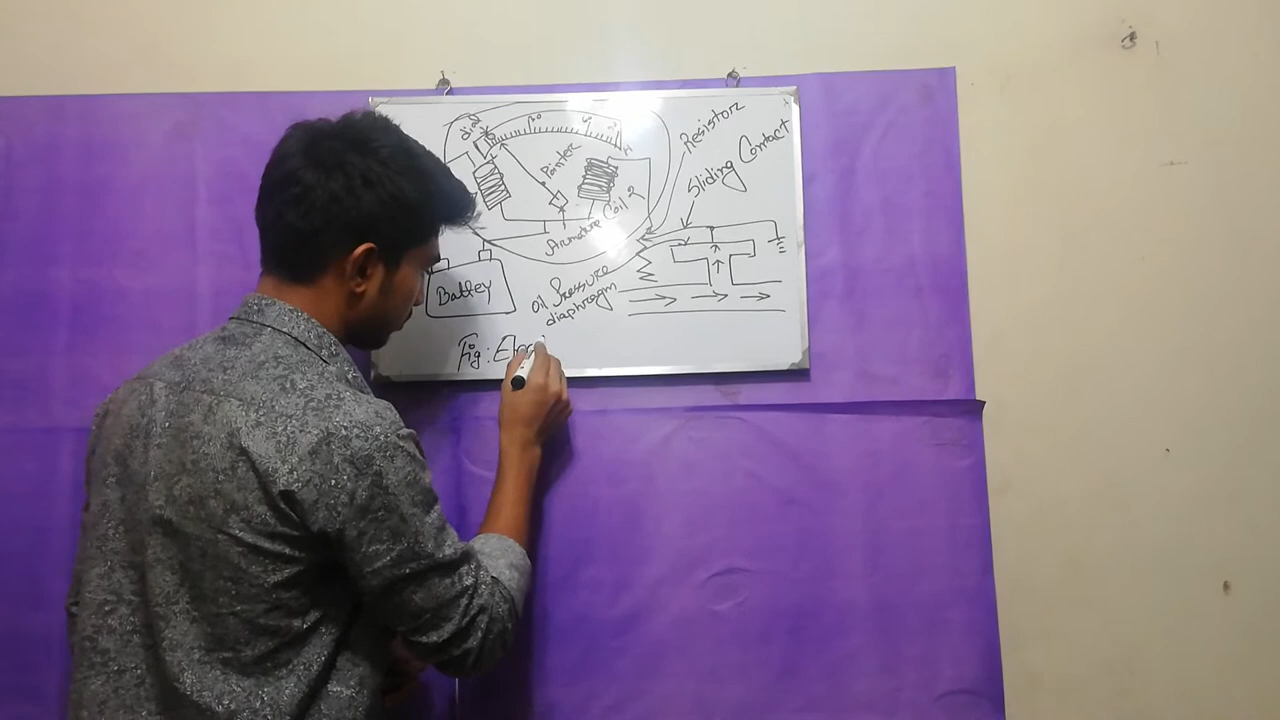 dial
Pointer
Coil 2
Armature
Resistor
Sliding Contact
Battey
Oil Pressure
diaphragm
Fig: Elec